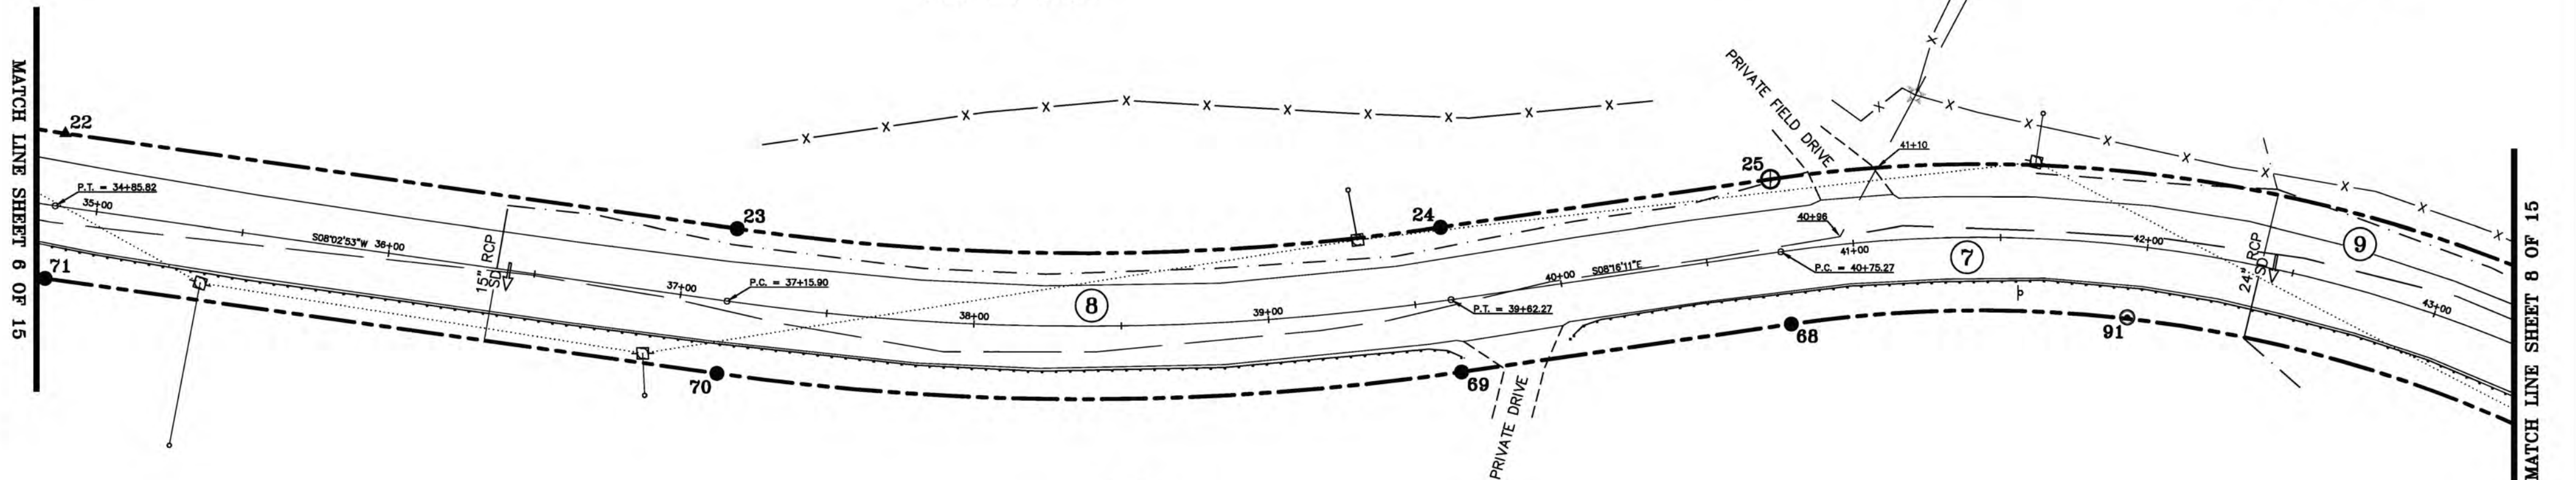 MATCH LINE SHEET 6 OF 15
22
P.T. = 34+85.82
35+00
S08°02'53"W 36+00
71
15" RCP
SD
37+00
23
P.C. = 37+15.90
70
38+00
8
39+00
24
P.T. = 39+62.27
69
40+00
S08°16'11"E
PRIVATE DRIVE
25
PRIVATE FIELD DRIVE
41+10
40+96
41+00
P.C. = 40+75.27
68
7
42+00
91
24" RCP
SD
9
43+00
MATCH LINE SHEET 8 OF 15